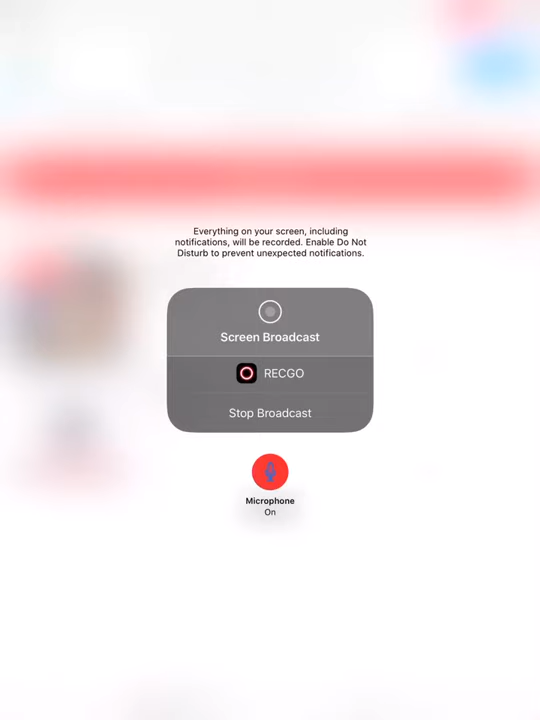 Everything on your screen, including
notifications, will be recorded. Enable Do Not
Disturb to prevent unexpected notifications.
Screen Broadcast
RECGO
Stop Broadcast
Microphone
On